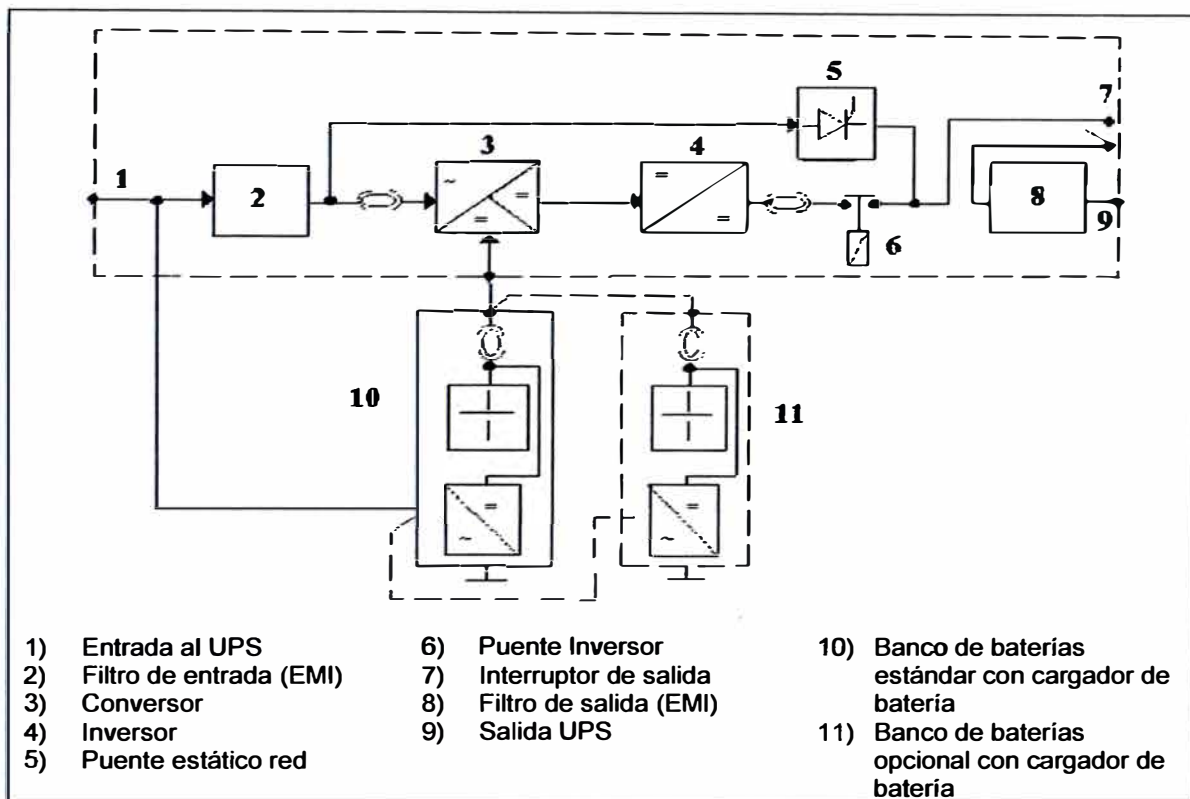 5
7
3
4
1
2
~
=
=
=
=
8
6
9
10
11
=
~
=
~
1) Entrada al UPS
2) Filtro de entrada (EMI)
3) Conversor
4) Inversor
5) Puente estático red
6) Puente Inversor
7) Interruptor de salida
8) Filtro de salida (EMI)
9) Salida UPS
10) Banco de baterías
estándar con cargador de
batería
11) Banco de baterías
opcional con cargador de
batería